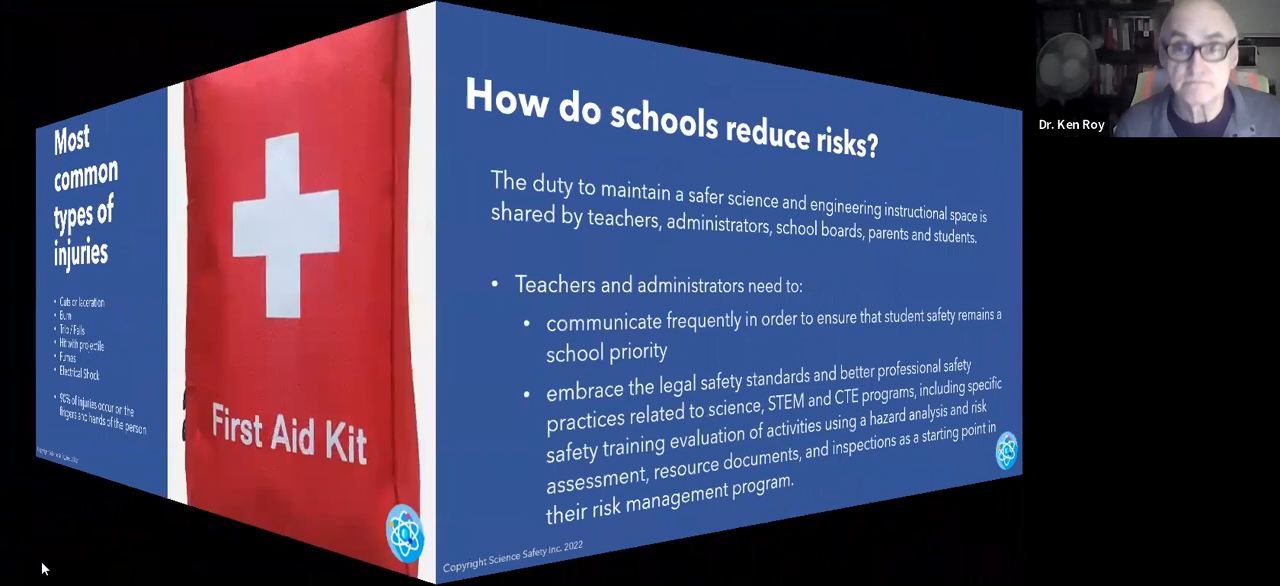 Most
common
types of
injuries
• Cuts or laceration
• Burn
• Trip / Falls
• Hit with projectile
• Fumes
• Electrical Shock
• 90% of injuries occur on the
fingers and hands of the person
First Aid Kit
How do schools reduce risks?
The duty to maintain a safer science and engineering instructional space is
shared by teachers, administrators, school boards, parents and students.
• Teachers and administrators need to:
• communicate frequently in order to ensure that student safety remains a
school priority
• embrace the legal safety standards and better professional safety
practices related to science, STEM and CTE programs, including specific
safety training evaluation of activities using a hazard analysis and risk
assessment, resource documents, and inspections as a starting point in
their risk management program.
Copyright Science Safety Inc. 2022
Dr. Ken Roy